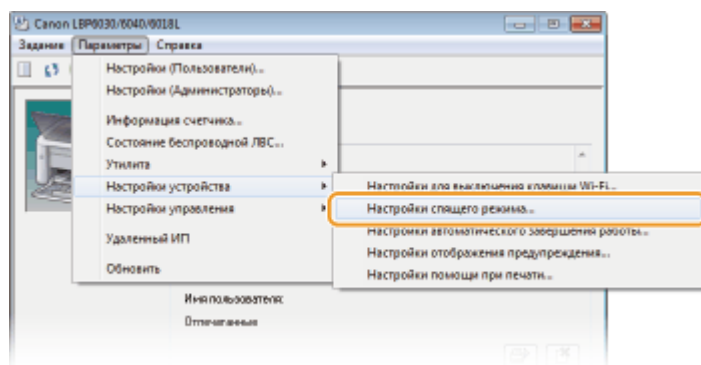 Canon LBP6030/6040/6018L
Задание Параметры Справка
Настройки (Пользователи)...
Настройки (Администраторы)...
Информация счетчика...
Состояние беспроводной ЛВС...
Утилита
Настройки устройства
Настройки управления
Удаленный ИП
Обновить
Настройки для выключения клавиши Wi-Fi...
Настройки спящего режима...
Настройки автоматического завершения работы...
Настройки отображения предупреждения...
Настройки помощи при печати...
Имя пользователя:
Отпечатанные